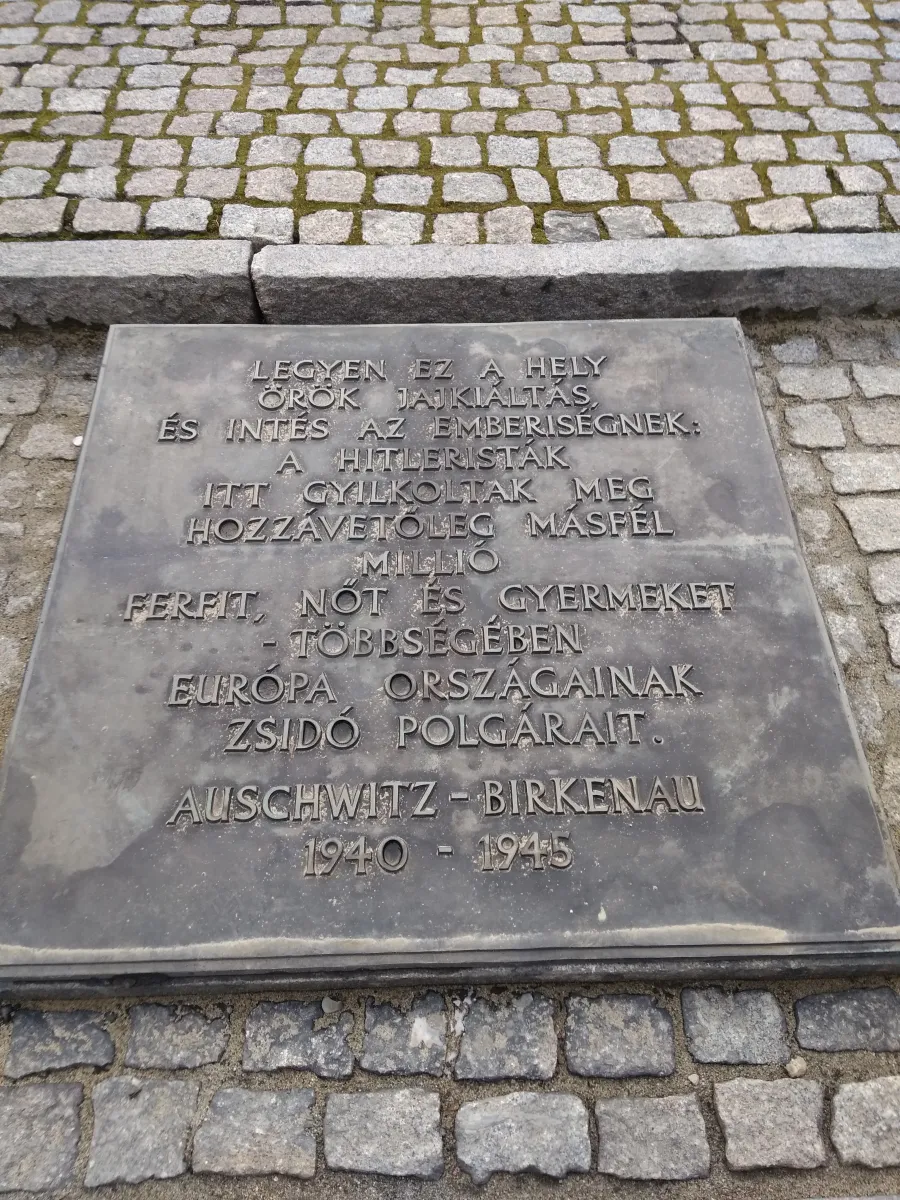 LEGYEN EZ A HELY
ÖRÖK JAJKIÁLTÁS,
ÉS INTÉS AZ EMBERISÉGNEK:
A HITLERISTÁK
ITT GYILKOLTAK MEG
HOZZÁVETŐLEG MÁSFÉL
MILLIÓ
FERFIT, NŐT ÉS GYERMEKET
- TÖBBSÉGÉBEN
EURÓPA ORSZÁGAINAK
ZSIDÓ POLGÁRAIT.
AUSCHWITZ - BIRKENAU
1940 - 1945